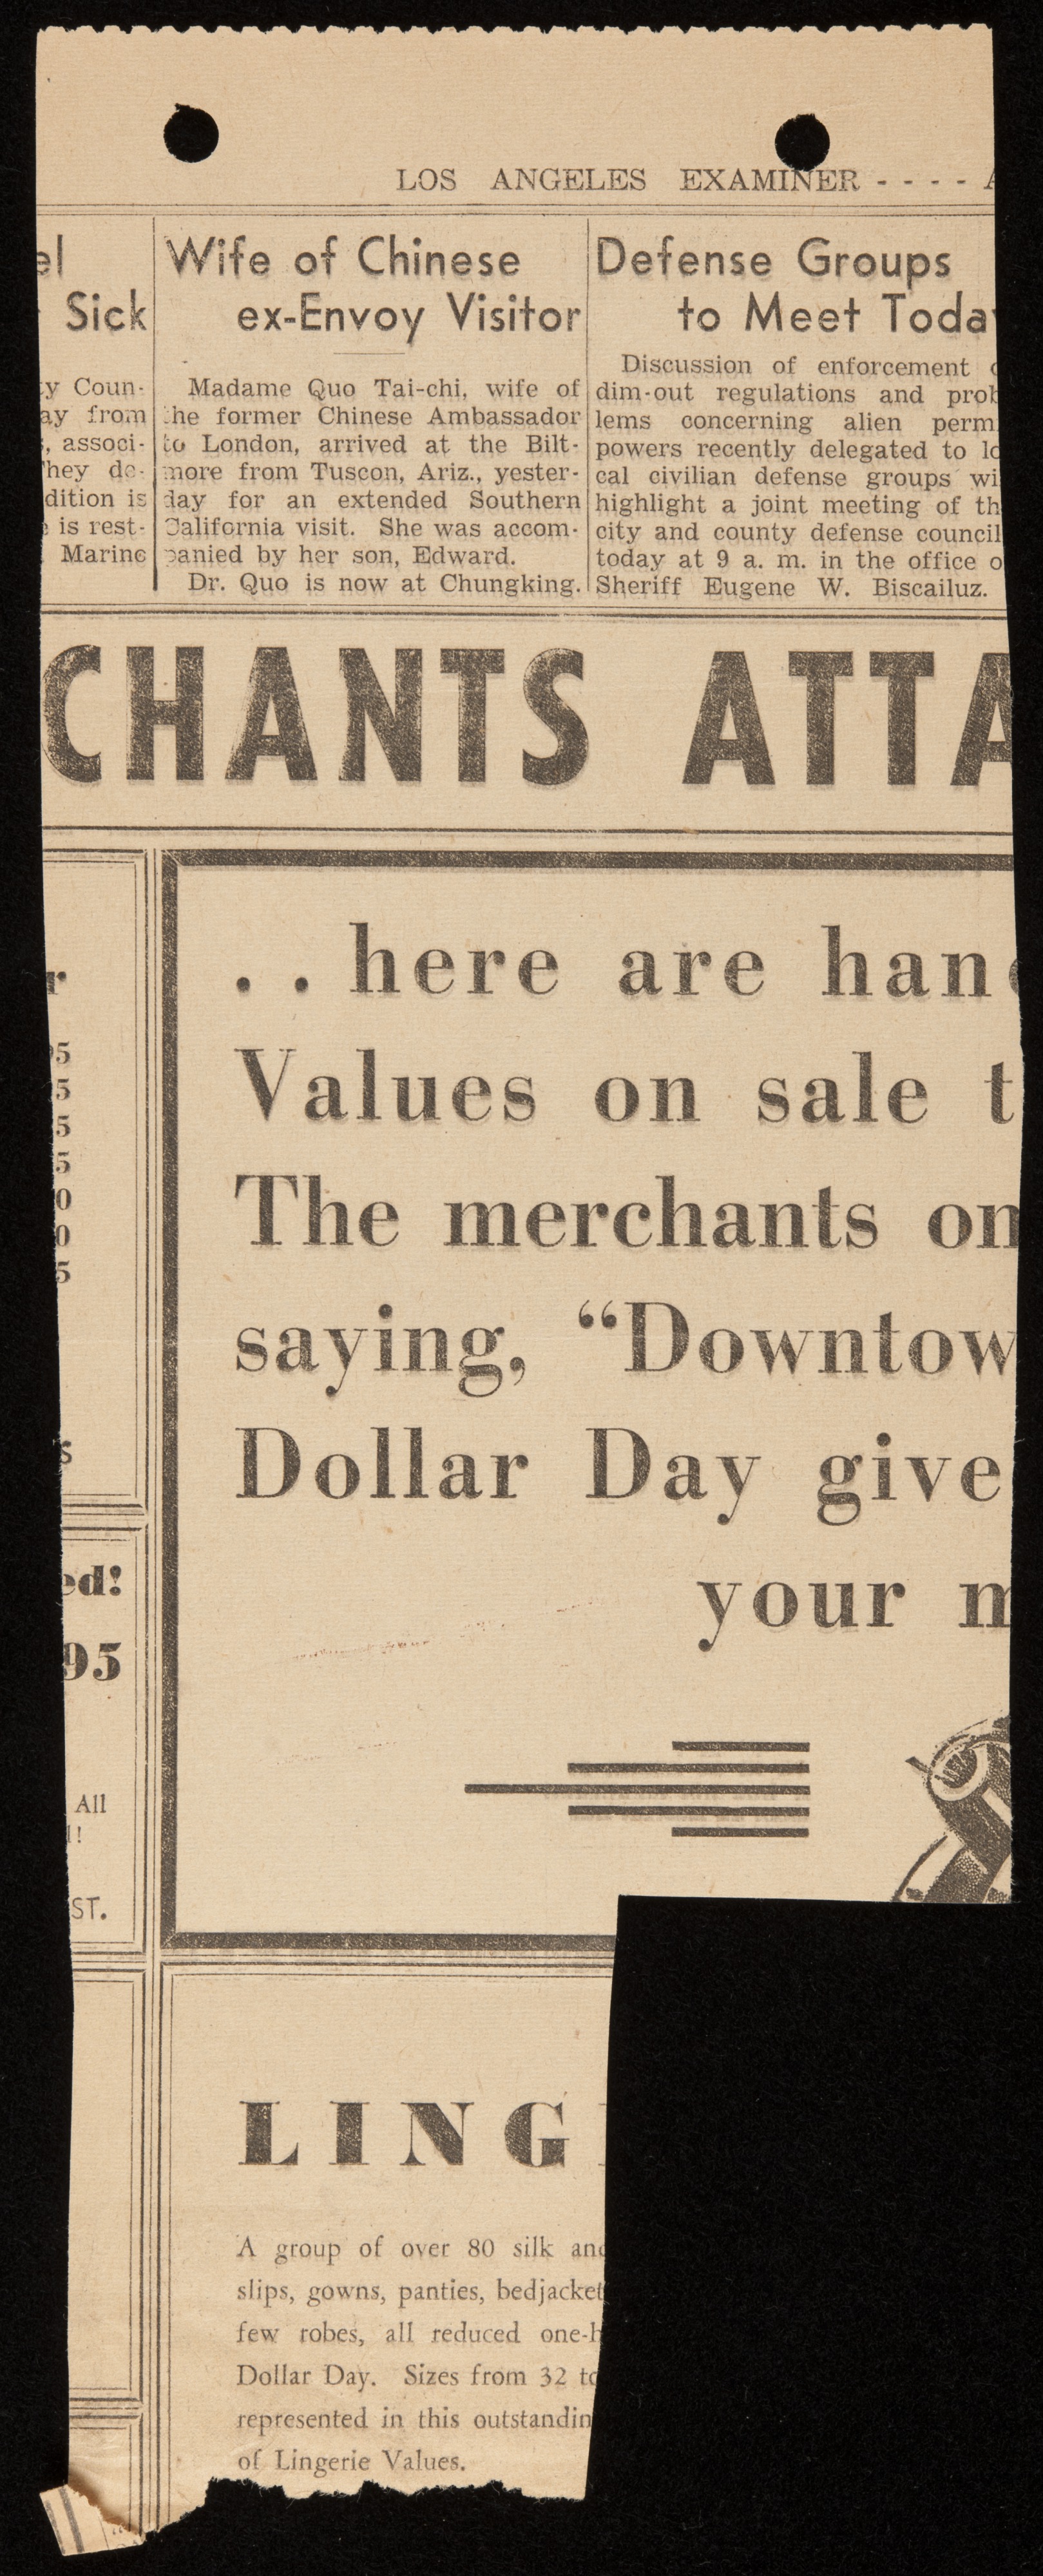 LOS ANGELES EXAMINER - - - -
Sick
Coun-
from
associ-
is
is rest-
Marine
Wife of Chinese
ex-Envoy Visitor
Madame Quo Tai-chi, wife of
the former Chinese Ambassador
to London, arrived at the Bilt-
more from Tuscon, Ariz., yester-
day for an extended Southern
California visit. She was accom-
panied by her son, Edward.
Dr. Quo is now at Chungking.
Defense Groups
to Meet Toda
Discussion of enforcement
dim-out regulations and prob
lems concerning alien perm
powers recently delegated to lo
cal civilian defense groups wi
highlight a joint meeting of th
city and county defense council
today at 9 a. m. in the office o
Sheriff Eugene W. Biscailuz.
CHANTS ATTA
5
5
5
5
0
0
5
s
ed!
95
All
ST.
. . here are han
Values on sale t
The merchants on
saying, “Downtow
Dollar Day give
your m
LING
A group of over 80 silk and
slips, gowns, panties, bedjacket
few robes, all reduced one-h
Dollar Day. Sizes from 32 to
represented in this outstandin
of Lingerie Values.